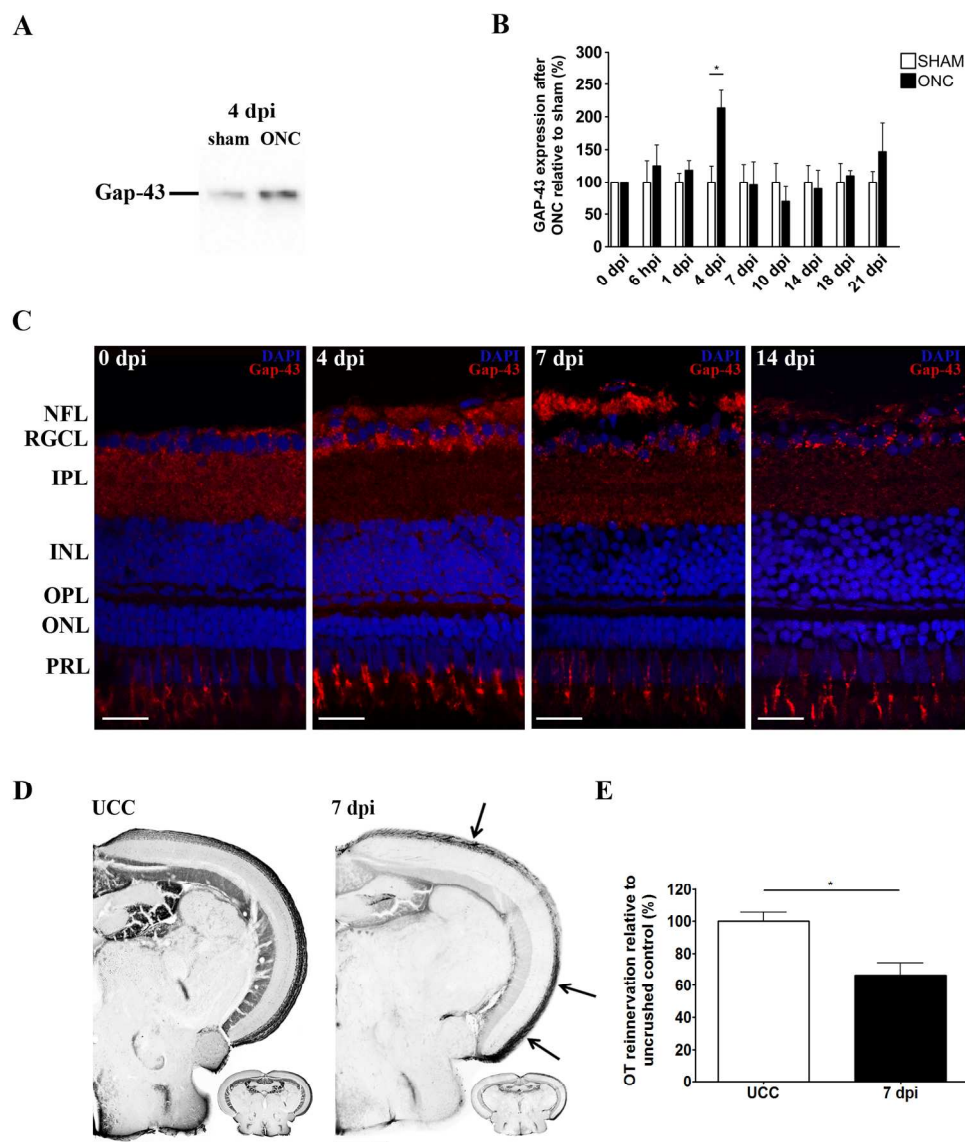 A
4 dpi
sham ONC
Gap-43
B
GAP-43 expression after
ONC relative to sham (%)
300
250
200
150
100
50
0
*
SHAM
ONC
0 dpi
6 hpi
1 dpi
4 dpi
7 dpi
10 dpi
14 dpi
18 dpi
21 dpi
C
0 dpi
DAPI
Gap-43
4 dpi
DAPI
Gap-43
7 dpi
DAPI
Gap-43
14 dpi
DAPI
Gap-43
NFL
RGCL
IPL
INL
OPL
ONL
PRL
D
UCC
7 dpi
E
OT reinnervation relative to
uncrushed control (%)
120
100
80
60
40
20
0
*
UCC
7 dpi